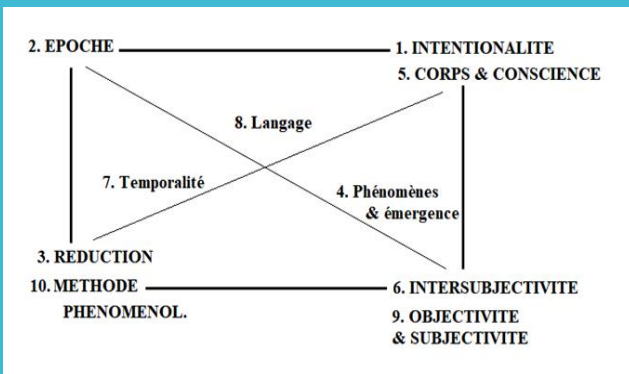 2. EPOCHE
1. INTENTIONALITE
5. CORPS & CONSCIENCE
8. Langage
7. Temporalité
4. Phénomènes
& émergence
3. REDUCTION
10. METHODE
PHENOMENOL.
6. INTERSUBJECTIVITE
9. OBJECTIVITE
& SUBJECTIVITE